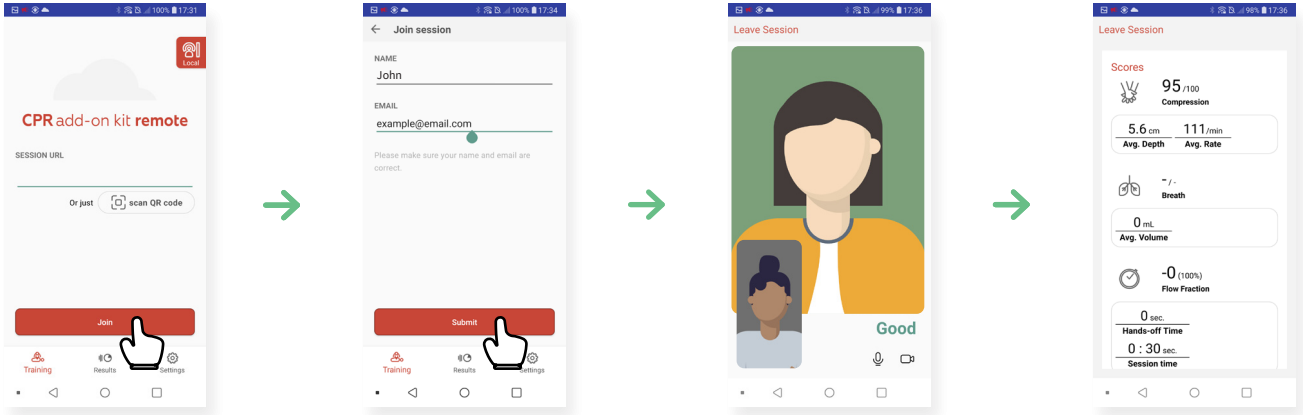 100% 17:31
Local
CPR add-on kit remote
SESSION URL
Or just scan QR code
Join
Training Results Settings
100% 17:34
Join session
NAME
John
EMAIL
example@email.com
Please make sure your name and email are
correct.
Submit
Training Results Settings
99% 17:36
Leave Session
Good
98% 17:36
Leave Session
Scores
95 /100
Compression
5.6 cm 111/min
Avg. Depth Avg. Rate
- / -
Breath
0 mL
Avg. Volume
-0 (100%)
Flow Fraction
0 sec.
Hands-off Time
0 : 30 sec.
Session time